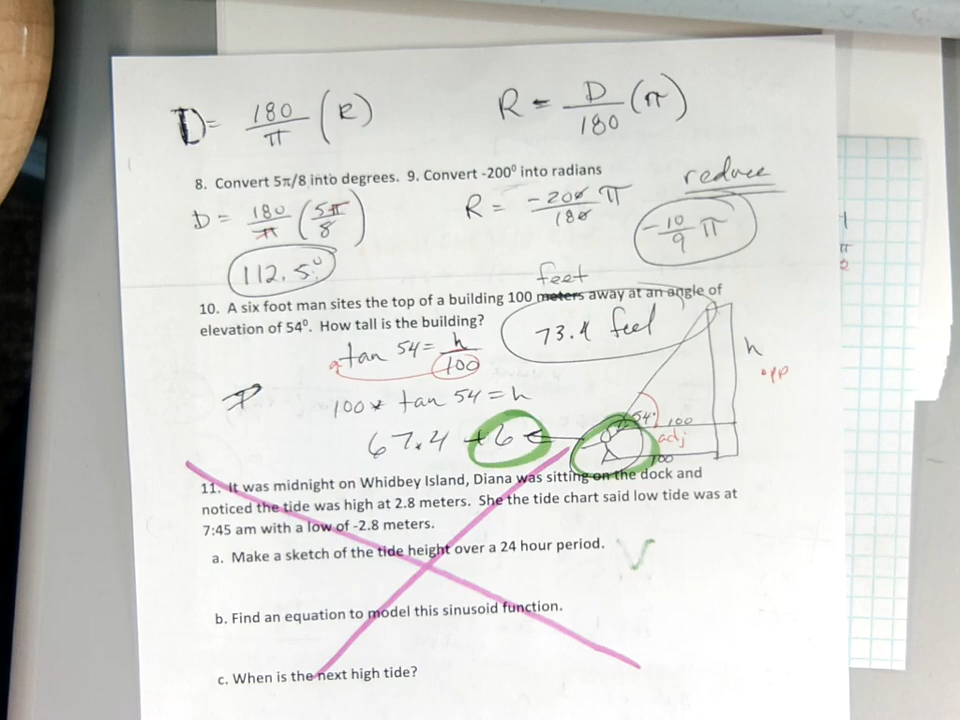 D = 180/π (R)
R = D/180 (π)
8. Convert 5π/8 into degrees. 9. Convert -200⁰ into radians
reduce
D = 180/π (5π/8)
R = -200/180 π
-10/9 π
112.5°
feet
10. A six foot man sites the top of a building 100 meters away at an angle of
elevation of 54⁰. How tall is the building?
73.4 feet
tan 54 = h/100
h
opp
100 * tan 54 = h
54° 100
adj
67.4 + 6
100
11. It was midnight on Whidbey Island, Diana was sitting on the dock and
noticed the tide was high at 2.8 meters. She the tide chart said low tide was at
7:45 am with a low of -2.8 meters.
a. Make a sketch of the tide height over a 24 hour period.
b. Find an equation to model this sinusoid function.
c. When is the next high tide?